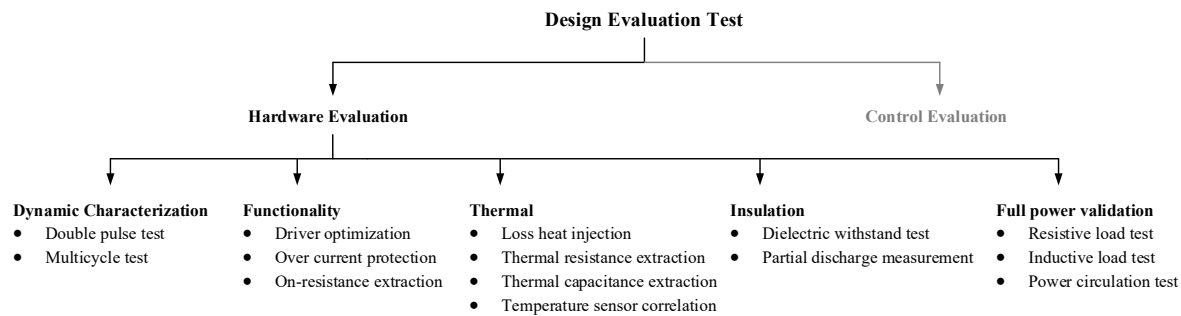 Design Evaluation Test
Hardware Evaluation
Control Evaluation
Dynamic Characterization
● Double pulse test
● Multicycle test
Functionality
● Driver optimization
● Over current protection
● On-resistance extraction
Thermal
● Loss heat injection
● Thermal resistance extraction
● Thermal capacitance extraction
● Temperature sensor correlation
Insulation
● Dielectric withstand test
● Partial discharge measurement
Full power validation
● Resistive load test
● Inductive load test
● Power circulation test